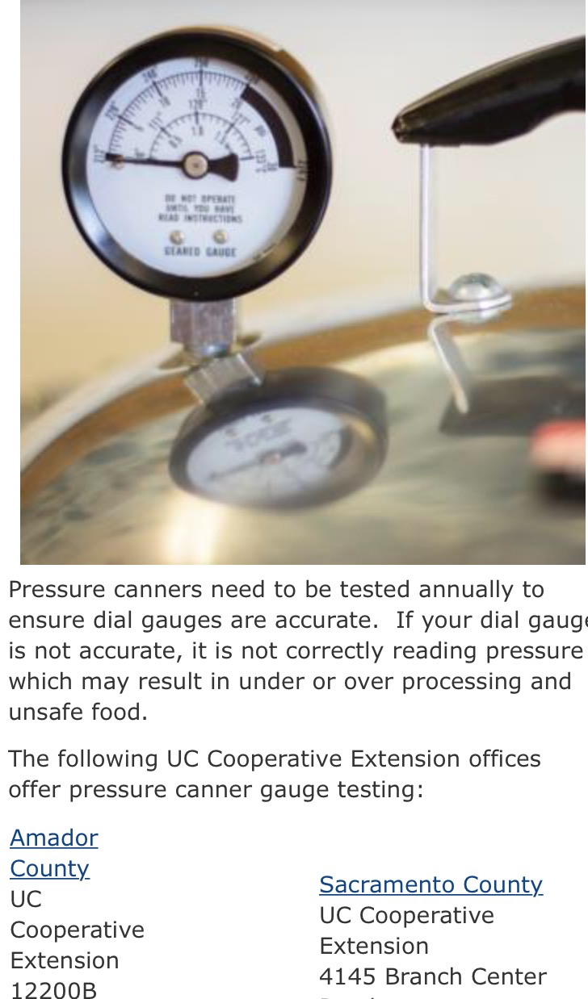 DO NOT OPERATE
UNTIL YOU HAVE
READ INSTRUCTIONS
GEARED GAUGE
Pressure canners need to be tested annually to
ensure dial gauges are accurate.  If your dial gauge
is not accurate, it is not correctly reading pressure
which may result in under or over processing and
unsafe food.
The following UC Cooperative Extension offices
offer pressure canner gauge testing:
Amador
County
UC
Cooperative
Extension
12200B
Sacramento County
UC Cooperative
Extension
4145 Branch Center